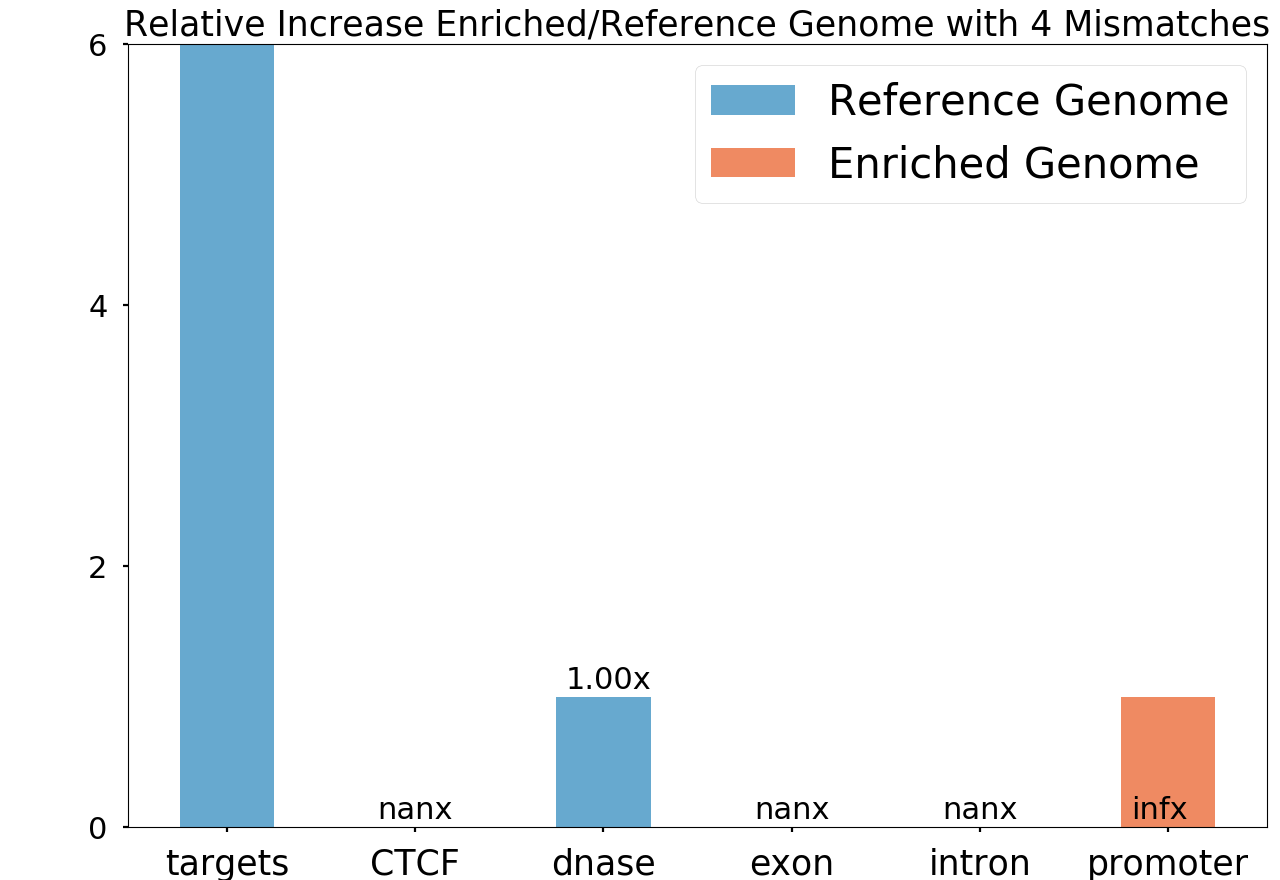 Relative Increase Enriched/Reference Genome with 4 Mismatches
6
Reference Genome
Enriched Genome
4
2
1.00x
nanx
nanx
nanx
infx
0
targets
CTCF
dnase
exon
intron
promoter